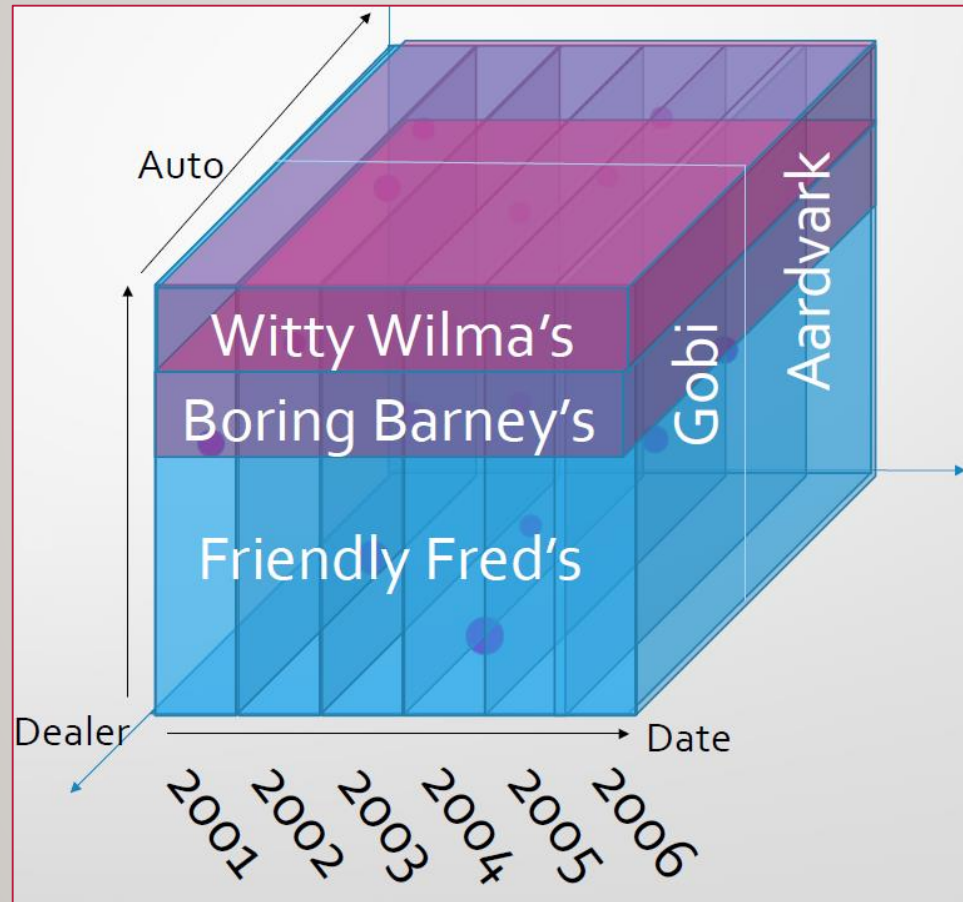 Auto
Witty Wilma's
Boring Barney's
Friendly Fred's
Gobi
Aardvark
Dealer
Date
2001
2002
2003
2004
2005
2006